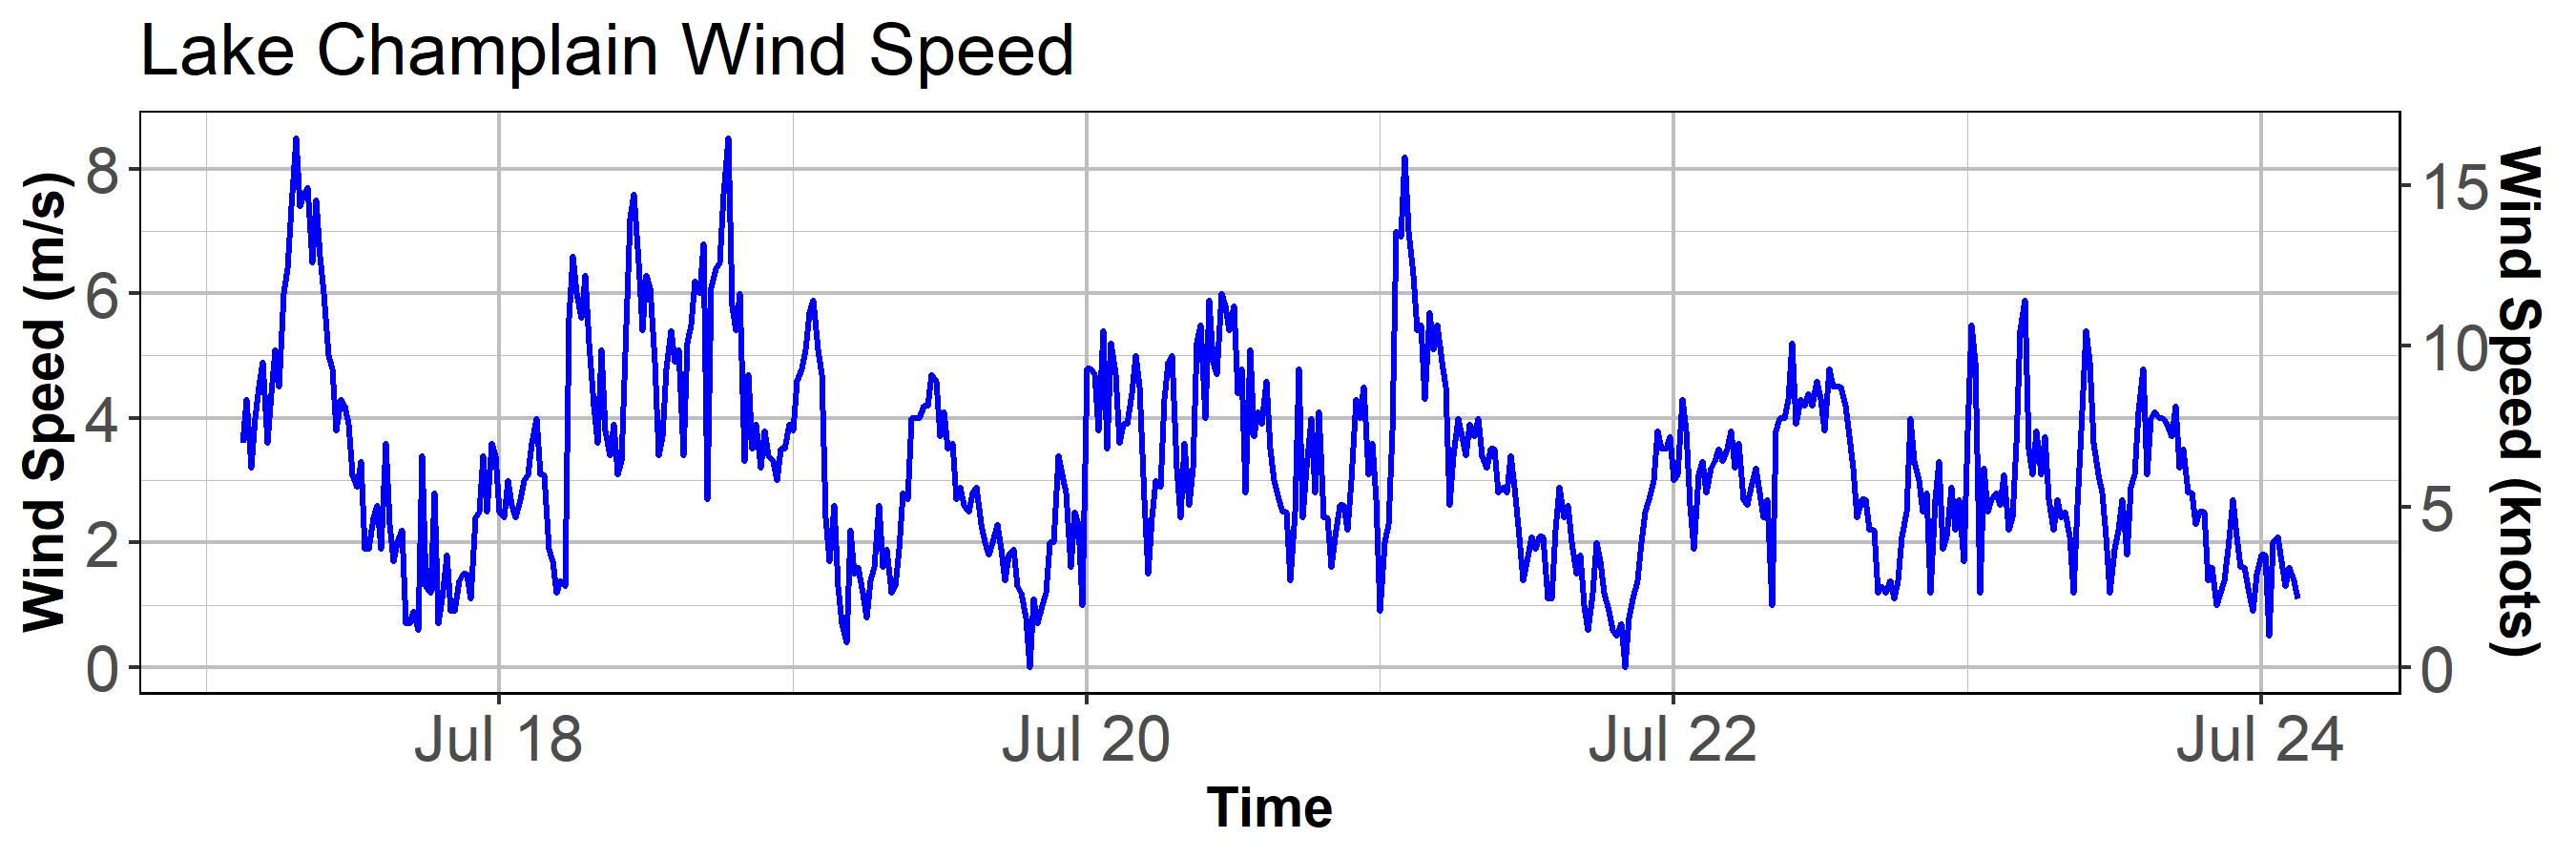 Lake Champlain Wind Speed
Wind Speed (m/s)
8
6
4
2
0
15
10
5
0
Wind Speed (knots)
Jul 18
Jul 20
Jul 22
Jul 24
Time